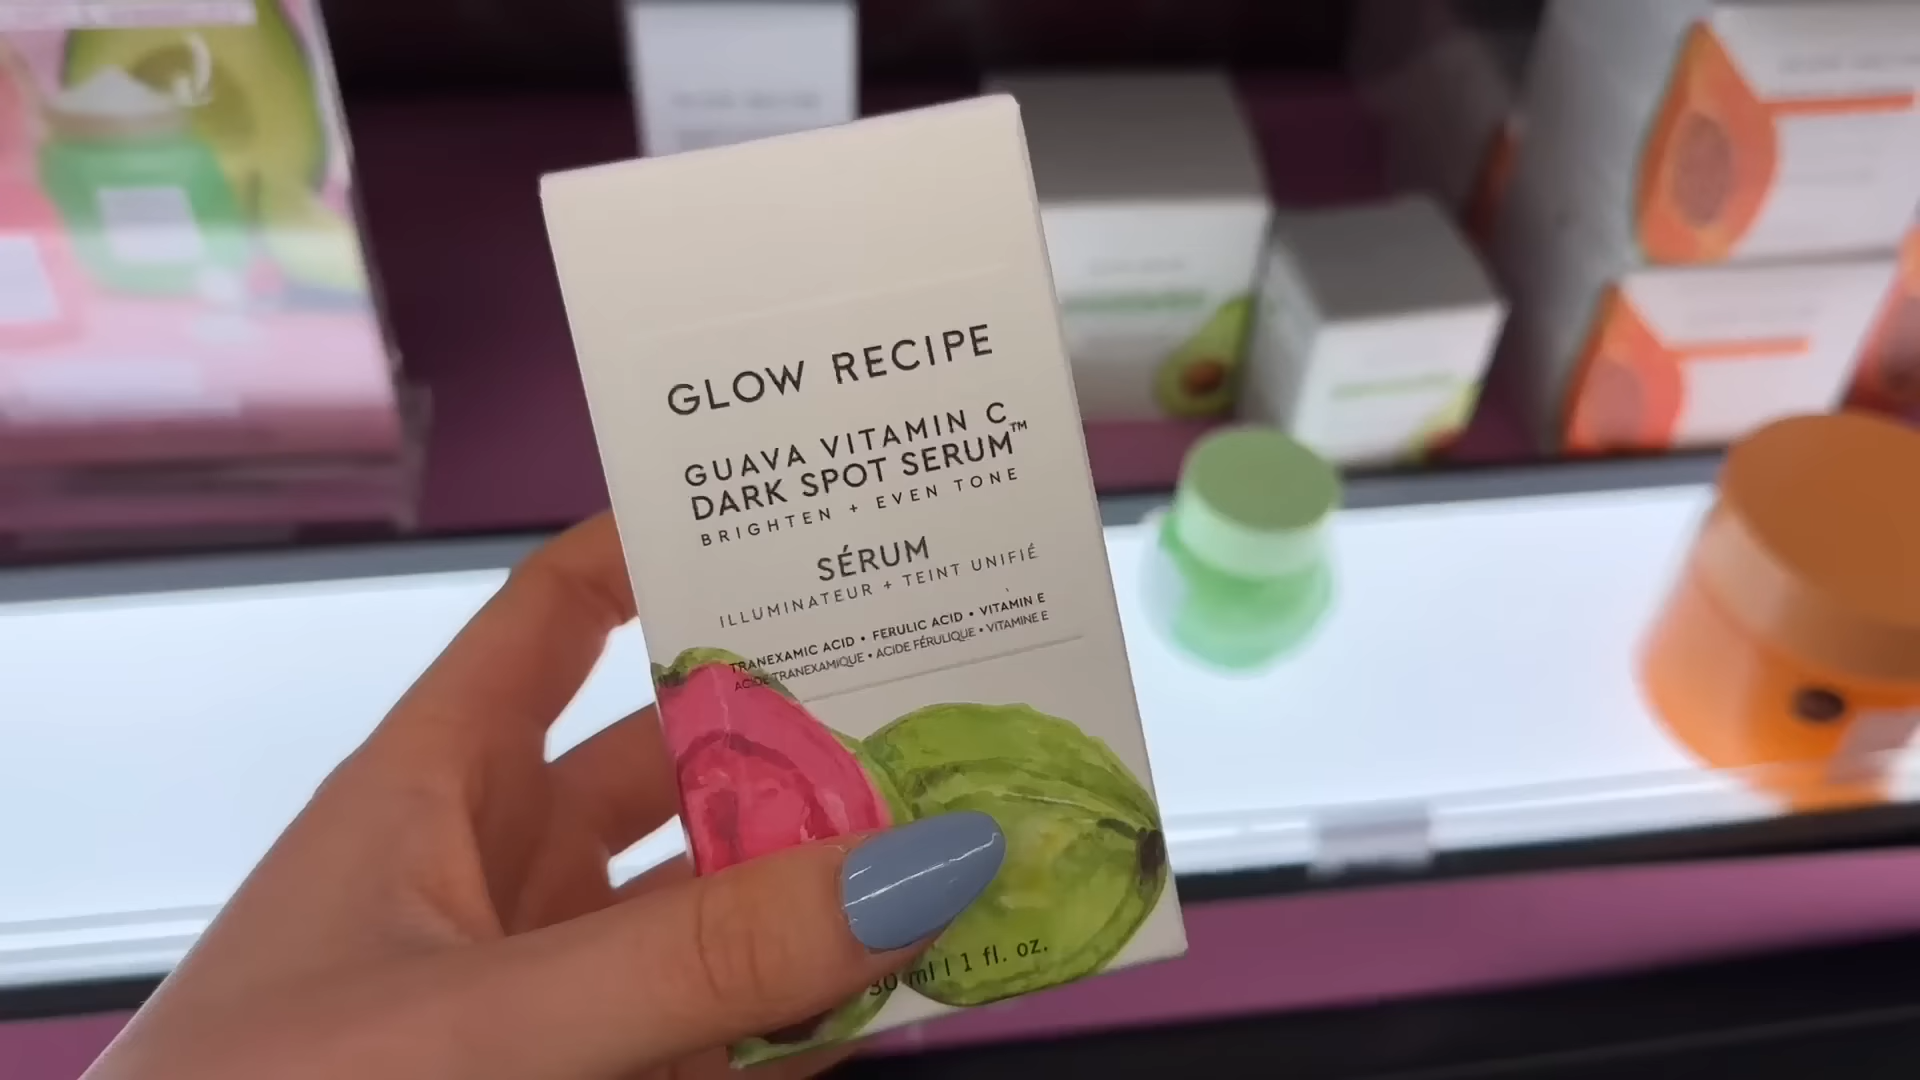 GLOW RECIPE
GUAVA VITAMIN C
DARK SPOT SERUM™
BRIGHTEN + EVEN TONE
SÉRUM
ILLUMINATEUR + TEINT UNIFIÉ
TRANEXAMIC ACID • FERULIC ACID • VITAMIN E
ACIDE TRANEXAMIQUE • ACIDE FÉRULIQUE • VITAMINE E
30 ml | 1 fl. oz.